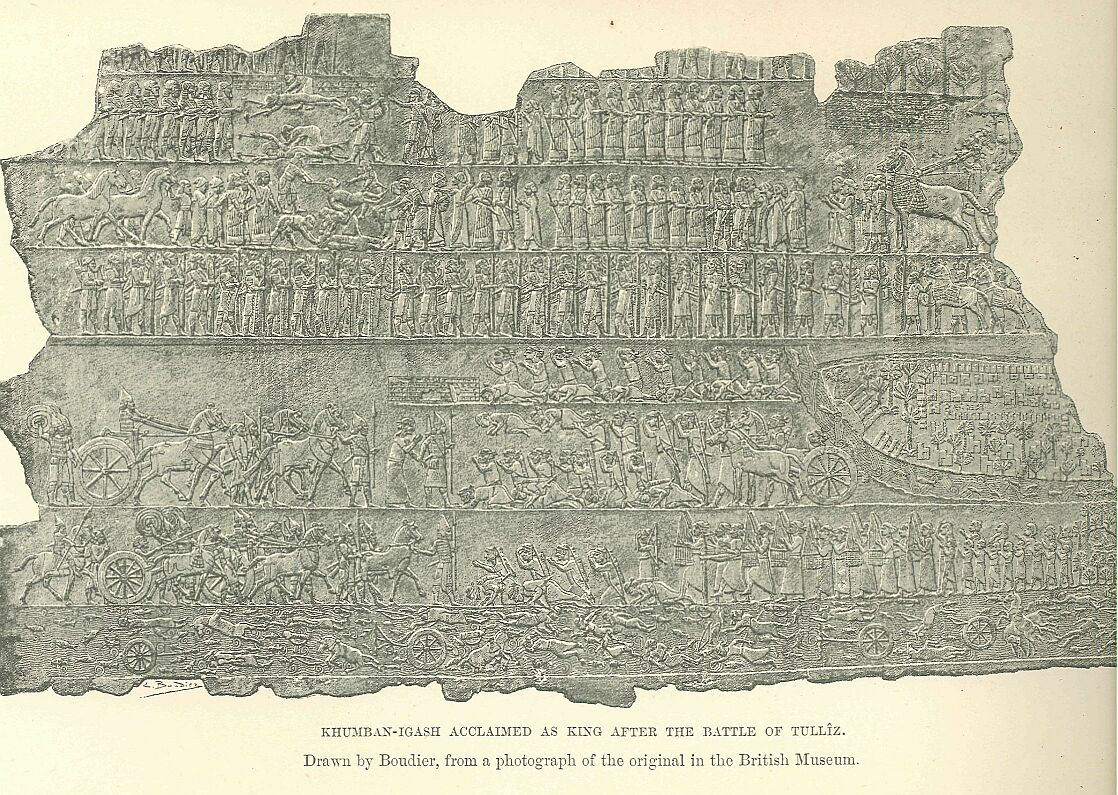 L. Boudier
KHUMBAN-IGASH ACCLAIMED AS KING AFTER THE BATTLE OF TULLÎZ.
Drawn by Boudier, from a photograph of the original in the British Museum.